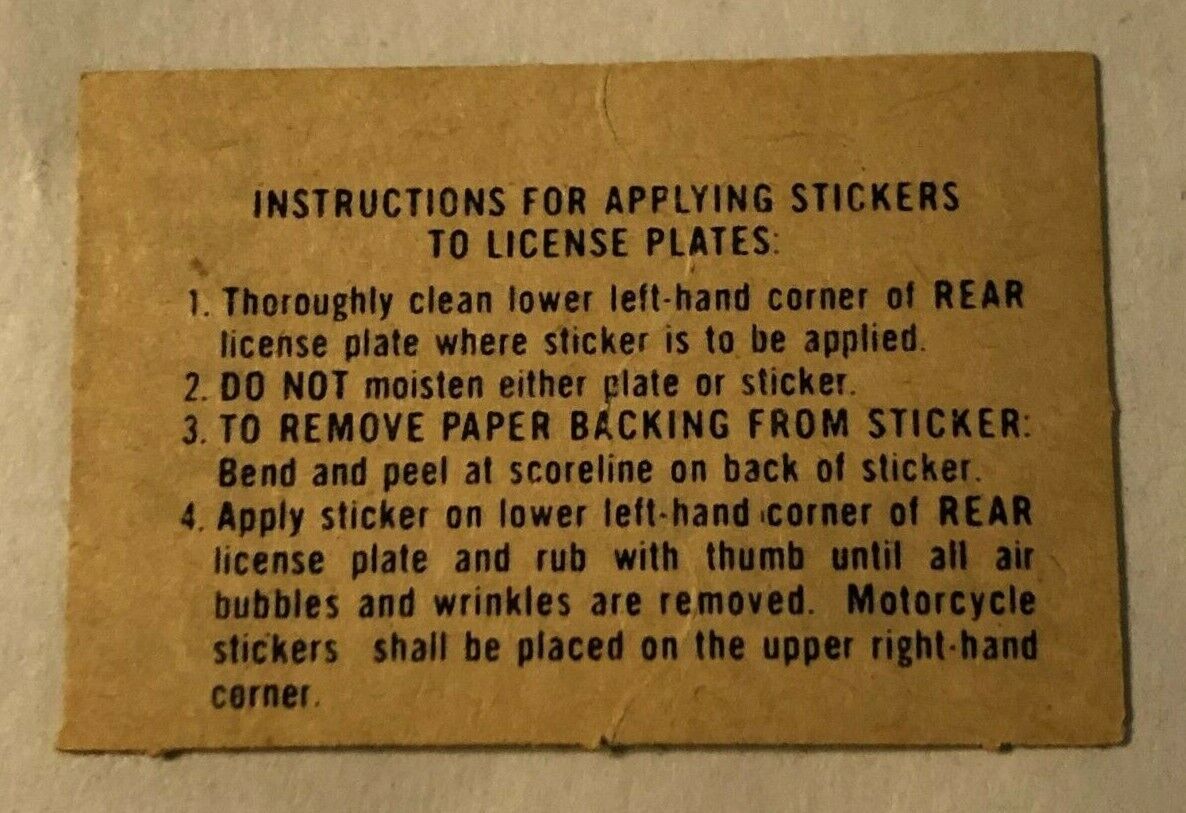 INSTRUCTIONS FOR APPLYING STICKERS
TO LICENSE PLATES:
1. Thoroughly clean lower left-hand corner of REAR
license plate where sticker is to be applied.
2. DO NOT moisten either plate or sticker.
3. TO REMOVE PAPER BACKING FROM STICKER:
Bend and peel at scoreline on back of sticker.
4. Apply sticker on lower left-hand corner of REAR
license plate and rub with thumb until all air
bubbles and wrinkles are removed. Motorcycle
stickers shall be placed on the upper right-hand
corner.